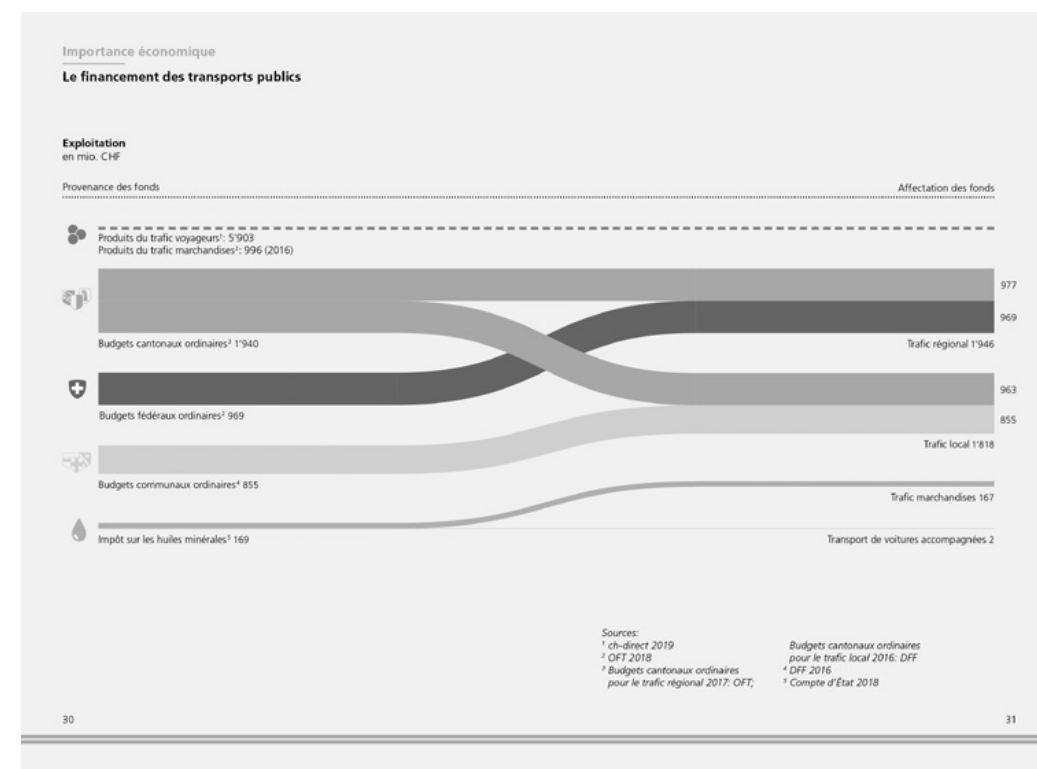 Importance économique
Le financement des transports publics
Exploitation
en mio. CHF
Provenance des fonds
Affectation des fonds
Produits du trafic voyageurs¹: 5'903
Produits du trafic marchandises²: 996 (2016)
977
969
Budgets cantonaux ordinaires³ 1'940
Trafic régional 1'946
963
Budgets fédéraux ordinaires² 969
855
Trafic local 1'818
Budgets communaux ordinaires⁴ 855
Trafic marchandises 167
Impôt sur les huiles minérales⁵ 169
Transport de voitures accompagnées 2
Sources:
¹ ch-direct 2019
² OFT 2018
³ Budgets cantonaux ordinaires
pour le trafic régional 2017: OFT;
Budgets cantonaux ordinaires
pour le trafic local 2016: DFF
⁴ DFF 2016
⁵ Compte d'État 2018
30
31